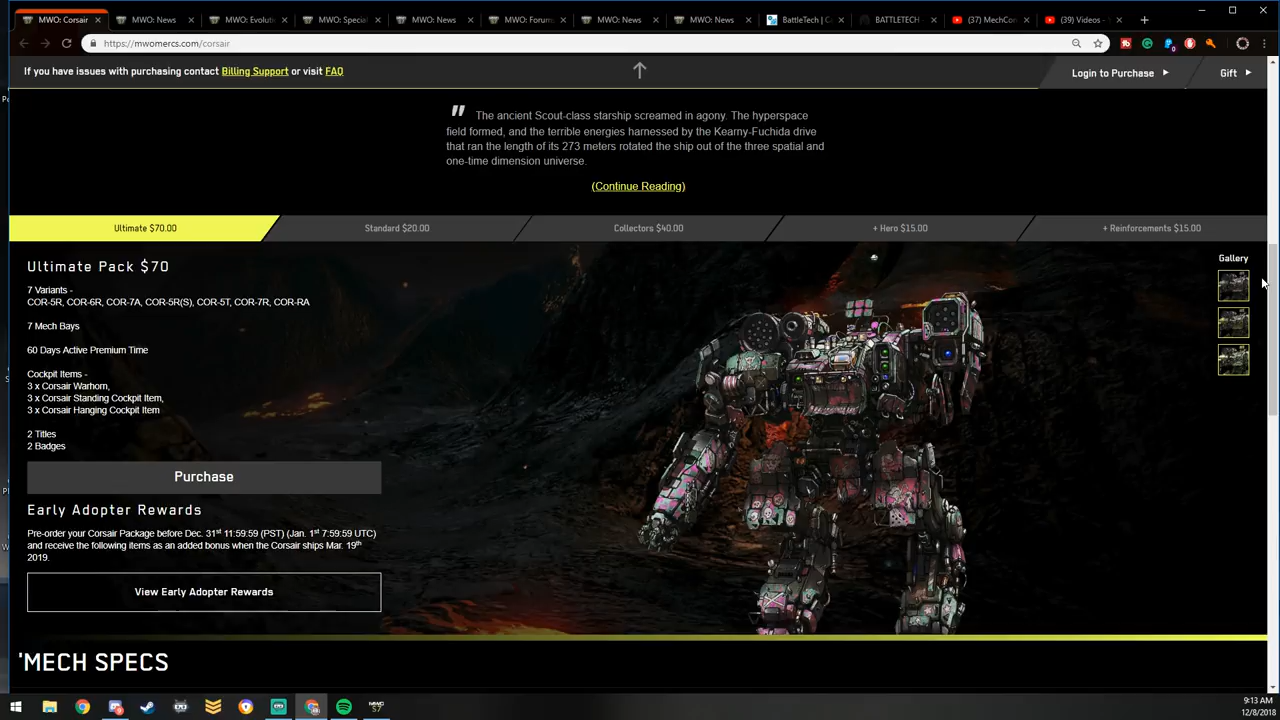 MWO: Corsair
MWO: News
MWO: Evoluti
MWO: Special
MWO: News
MWO: Forum
MWO: News
MWO: News
BattleTech | C
BATTLETECH
(37) MechCon
(39) Videos -
https://mwomercs.com/corsair
If you have issues with purchasing contact Billing Support or visit FAQ
Login to Purchase
Gift
" The ancient Scout-class starship screamed in agony. The hyperspace
field formed, and the terrible energies harnessed by the Kearny-Fuchida drive
that ran the length of its 273 meters rotated the ship out of the three spatial and
one-time dimension universe.
(Continue Reading)
Ultimate $70.00
Standard $20.00
Collectors $40.00
+ Hero $15.00
+ Reinforcements $15.00
Ultimate Pack $70
Gallery
7 Variants -
COR-5R, COR-6R, COR-7A, COR-5R(S), COR-5T, COR-7R, COR-RA
7 Mech Bays
60 Days Active Premium Time
Cockpit Items -
3 x Corsair Warhorn,
3 x Corsair Standing Cockpit Item,
3 x Corsair Hanging Cockpit Item
2 Titles
2 Badges
Purchase
Early Adopter Rewards
Pre-order your Corsair Package before Dec. 31st 11:59:59 (PST) (Jan. 1st 7:59:59 UTC)
and receive the following items as an added bonus when the Corsair ships Mar. 19th
2019.
View Early Adopter Rewards
'MECH SPECS
9:13 AM
12/8/2018